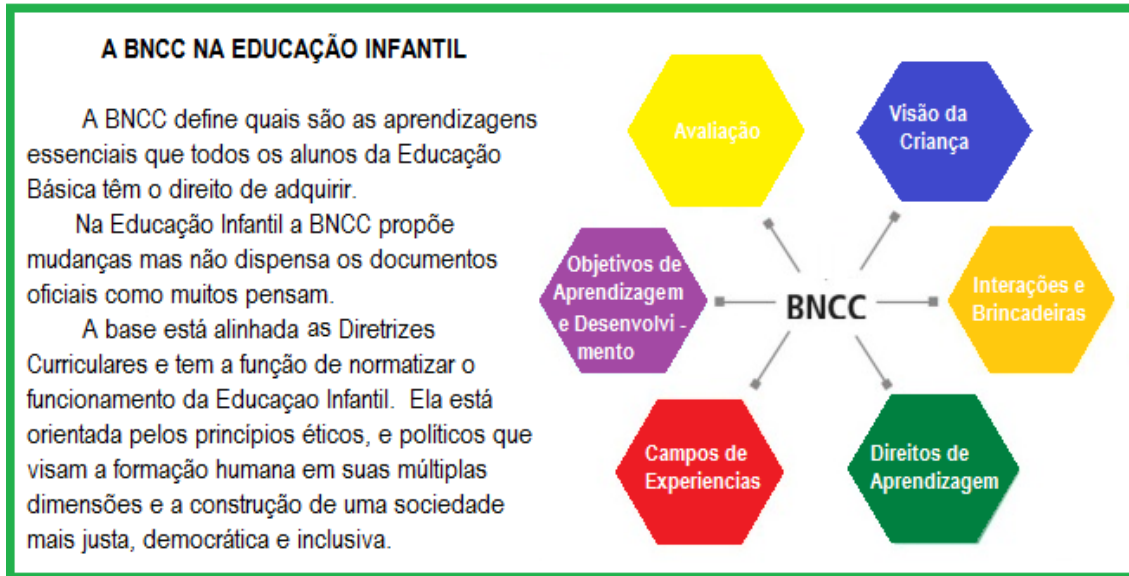 A BNCC NA EDUCAÇÃO INFANTIL
A BNCC define quais são as aprendizagens
essenciais que todos os alunos da Educação
Básica têm o direito de adquirir.
Na Educação Infantil a BNCC propõe
mudanças mas não dispensa os documentos
oficiais como muitos pensam.
A base está alinhada as Diretrizes
Curriculares e tem a função de normatizar o
funcionamento da Educaçao Infantil. Ela está
orientada pelos princípios éticos, e políticos que
visam a formação humana em suas múltiplas
dimensões e a construção de uma sociedade
mais justa, democrática e inclusiva.
Avaliação
Visão da
Criança
Objetivos de
Aprendizagem
e Desenvolvi -
mento
BNCC
Interações e
Brincadeiras
Campos de
Experiencias
Direitos de
Aprendizagem